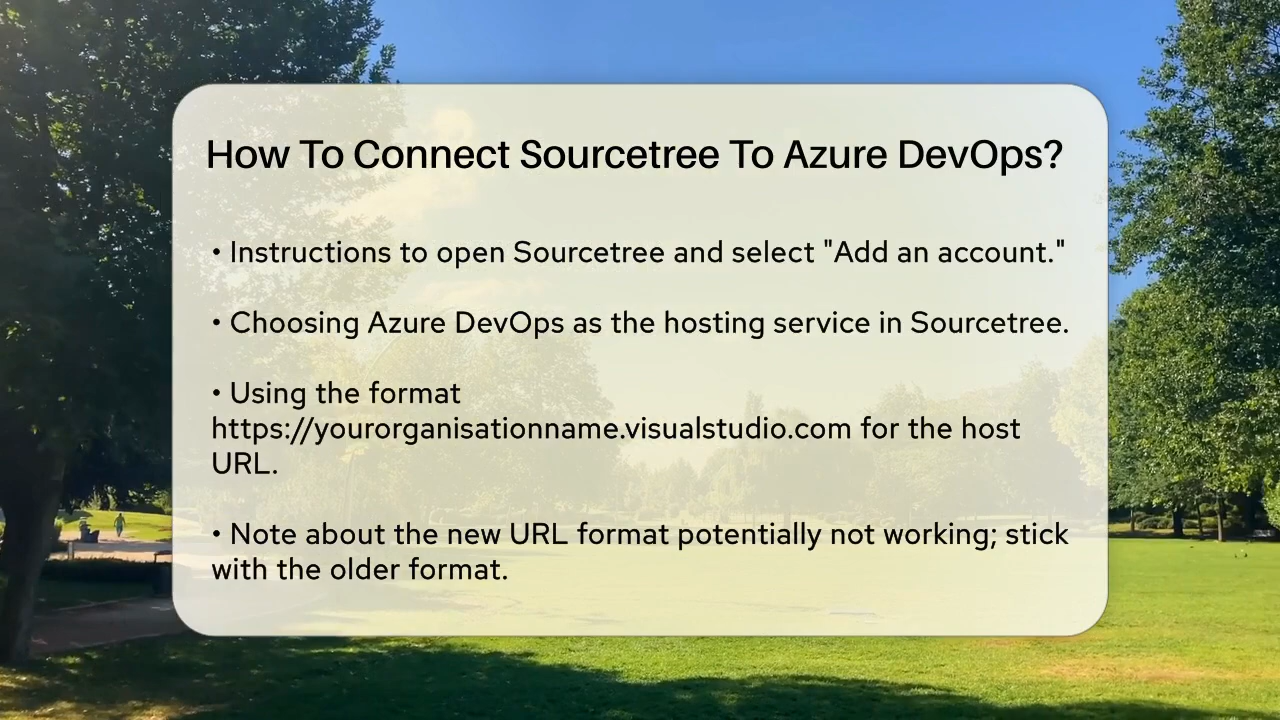 How To Connect Sourcetree To Azure DevOps?
• Instructions to open Sourcetree and select "Add an account."
• Choosing Azure DevOps as the hosting service in Sourcetree.
• Using the format
https://yourorganisationname.visualstudio.com for the host
URL.
• Note about the new URL format potentially not working; stick
with the older format.